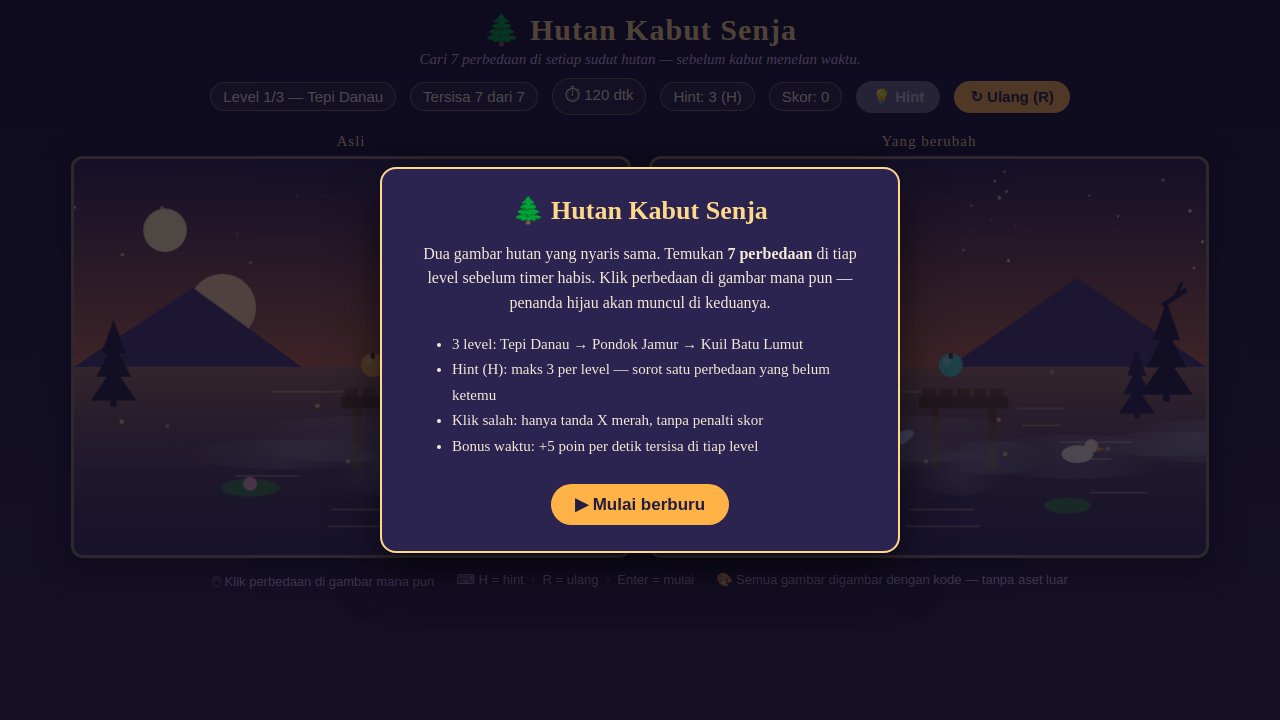 🌲 Hutan Kabut Senja
Cari 7 perbedaan di setiap sudut hutan — sebelum kabut menelan waktu.
Level 1/3 — Tepi Danau
Tersisa 7 dari 7
⏱ 120 dtk
Hint: 3 (H)
Skor: 0
💡 Hint
↻ Ulang (R)
Asli
Yang berubah
🌲 Hutan Kabut Senja
Dua gambar hutan yang nyaris sama. Temukan 7 perbedaan di tiap
level sebelum timer habis. Klik perbedaan di gambar mana pun —
penanda hijau akan muncul di keduanya.
• 3 level: Tepi Danau → Pondok Jamur → Kuil Batu Lumut
• Hint (H): maks 3 per level — sorot satu perbedaan yang belum
ketemu
• Klik salah: hanya tanda X merah, tanpa penalti skor
• Bonus waktu: +5 poin per detik tersisa di tiap level
▶ Mulai berburu
🖱 Klik perbedaan di gambar mana pun
⌨ H = hint · R = ulang · Enter = mulai
🎨 Semua gambar digambar dengan kode — tanpa aset luar